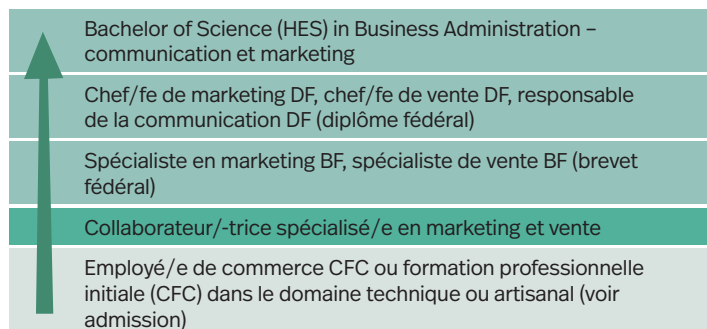 Bachelor of Science (HES) in Business Administration –
communication et marketing
Chef/fe de marketing DF, chef/fe de vente DF, responsable
de la communication DF (diplôme fédéral)
Spécialiste en marketing BF, spécialiste de vente BF (brevet
fédéral)
Collaborateur/-trice spécialisé/e en marketing et vente
Employé/e de commerce CFC ou formation professionnelle
initiale (CFC) dans le domaine technique ou artisanal (voir
admission)